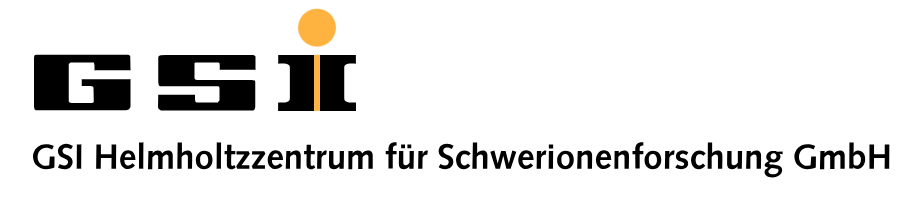 GSI
GSI Helmholtzzentrum für Schwerionenforschung GmbH